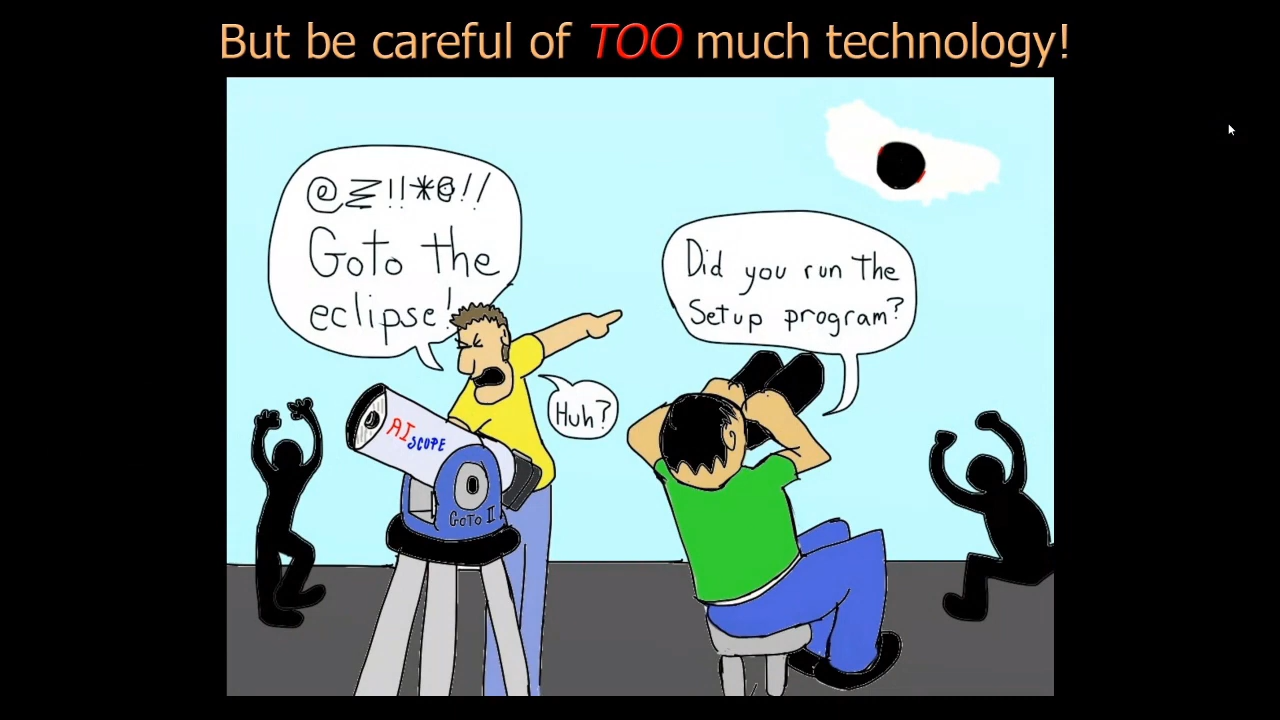 But be careful of TOO much technology!
@Z!!*@!!
Goto the
eclipse!
Did you run the
Setup program?
Huh?
AI SCOPE
GOTO II